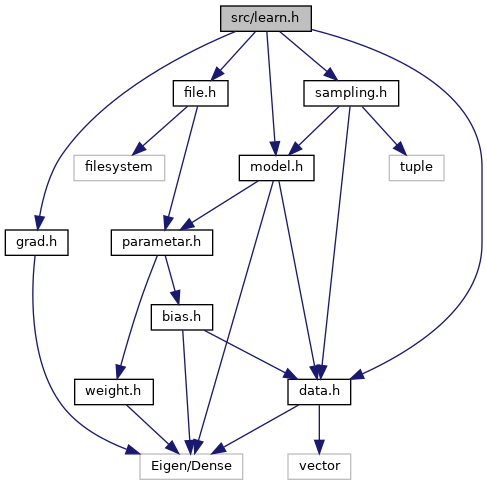 src/learn.h
file.h
sampling.h
filesystem
model.h
tuple
grad.h
parametar.h
bias.h
weight.h
data.h
Eigen/Dense
vector